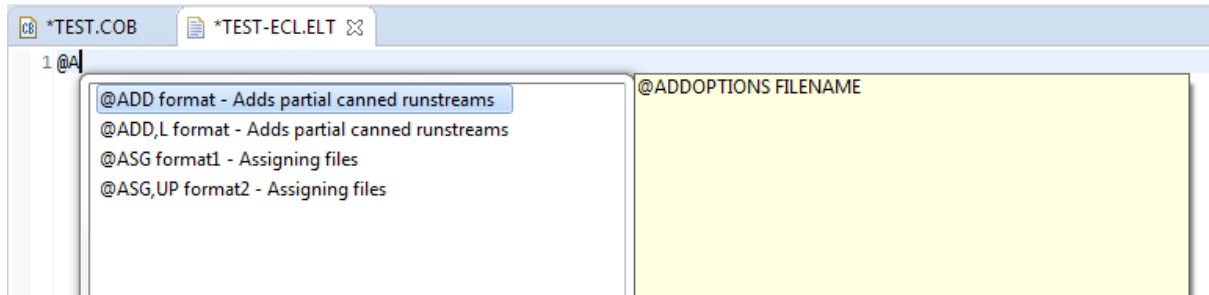 CB *TEST.COB *TEST-ECL.ELT
1 @A
@ADD format - Adds partial canned runstreams
@ADD,L format - Adds partial canned runstreams
@ASG format1 - Assigning files
@ASG,UP format2 - Assigning files
@ADDOPTIONS FILENAME